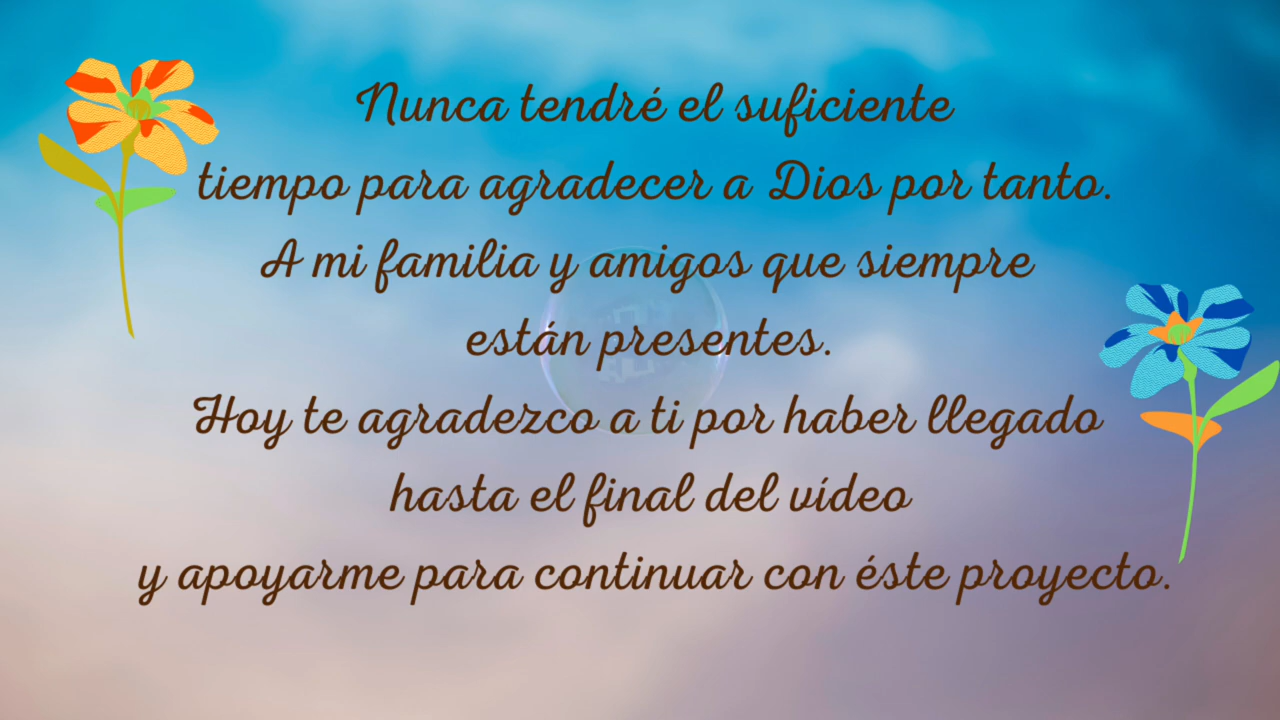 Nunca tendré el suficiente
tiempo para agradecer a Dios por tanto.
A mi familia y amigos que siempre
están presentes.
Hoy te agradezco a ti por haber llegado
hasta el final del vídeo
y apoyarme para continuar con éste proyecto.